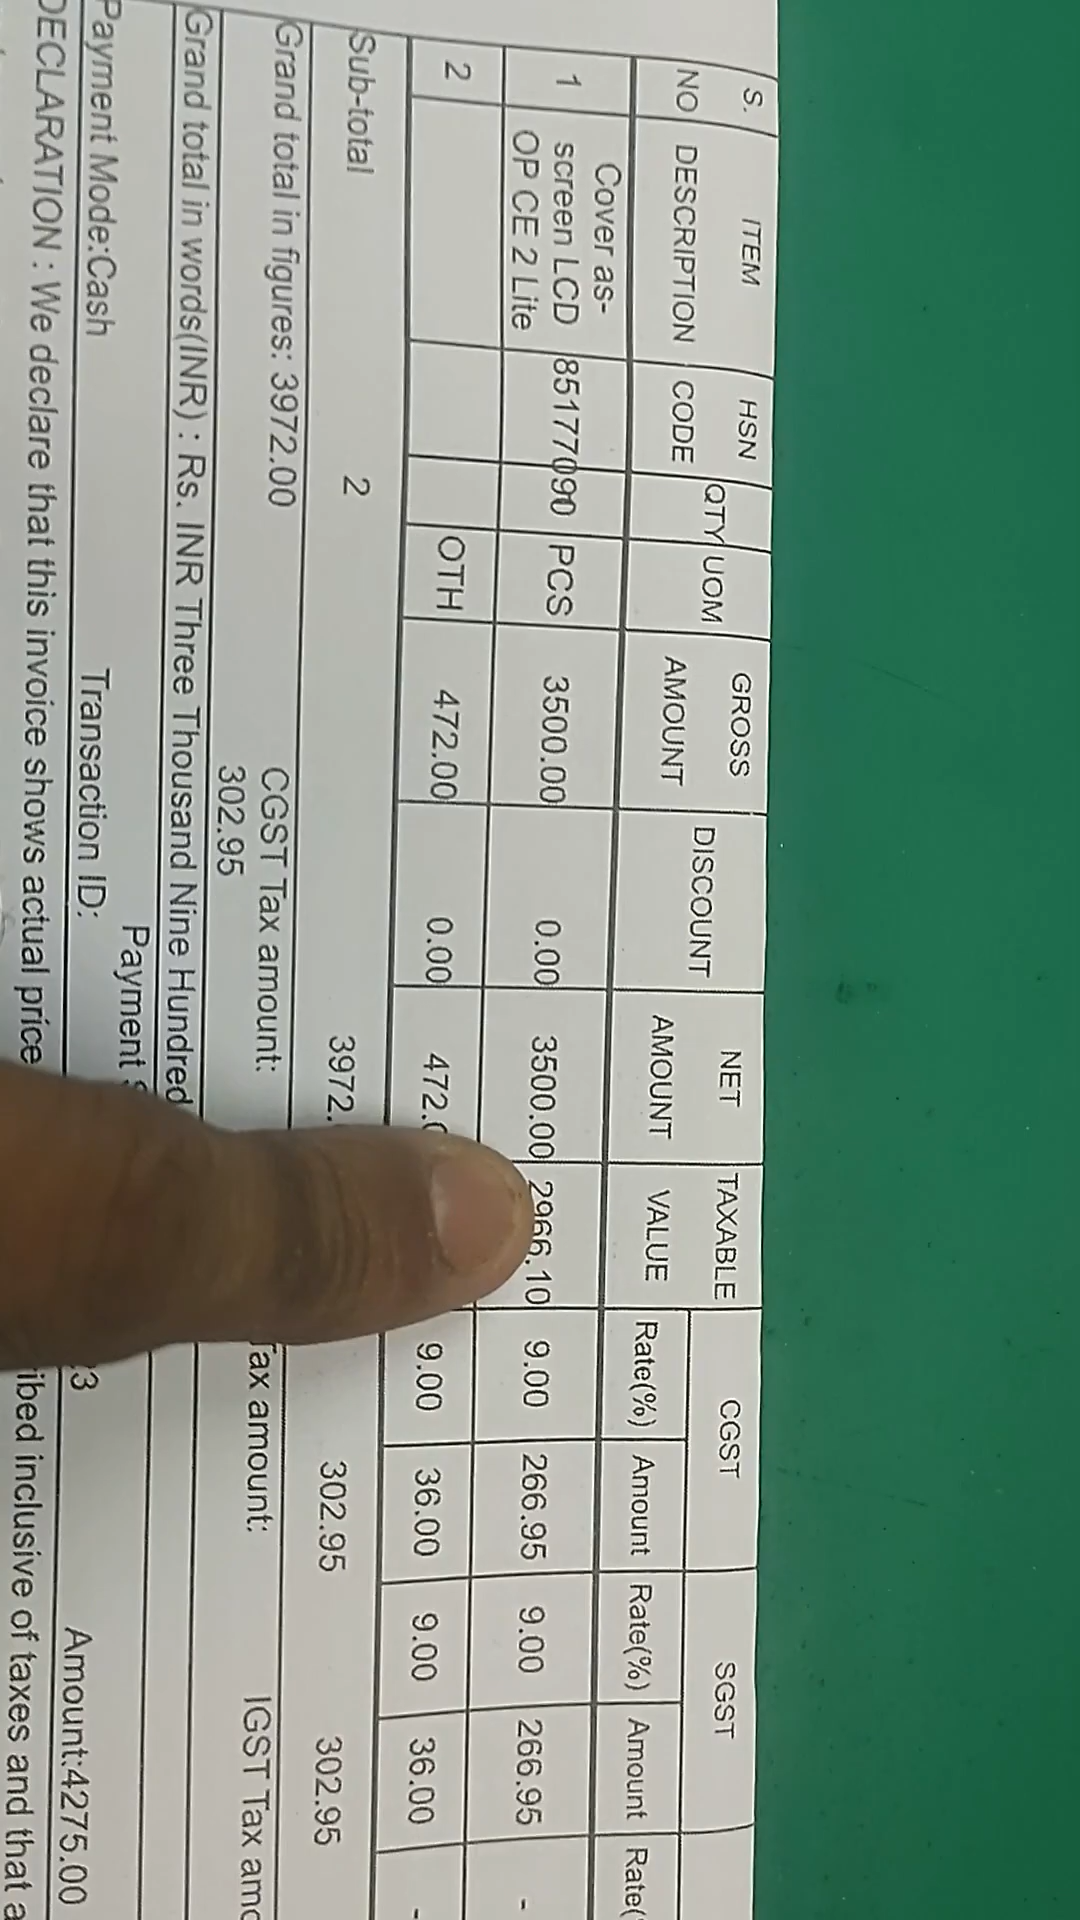 S. ITEM HSN QTY UOM GROSS DISCOUNT NET TAXABLE CGST SGST
NO DESCRIPTION CODE AMOUNT AMOUNT VALUE Rate(%) Amount Rate(%) Amount Rate(
Cover as-
1 screen LCD 85177090 PCS 3500.00 0.00 3500.00 2966.10 9.00 266.95 9.00 266.95 -
OP CE 2 Lite
2 OTH 472.00 0.00 472. 9.00 36.00 9.00 36.00 -
Sub-total 2 3972. 302.95 302.95
Grand total in figures: 3972.00 CGST Tax amount: Tax amount: IGST Tax
302.95
Grand total in words(INR) : Rs. INR Three Thousand Nine Hundred
Payment
Payment Mode:Cash Transaction ID: Amount:4275.00
DECLARATION : We declare that this invoice shows actual price inclusive of taxes and that